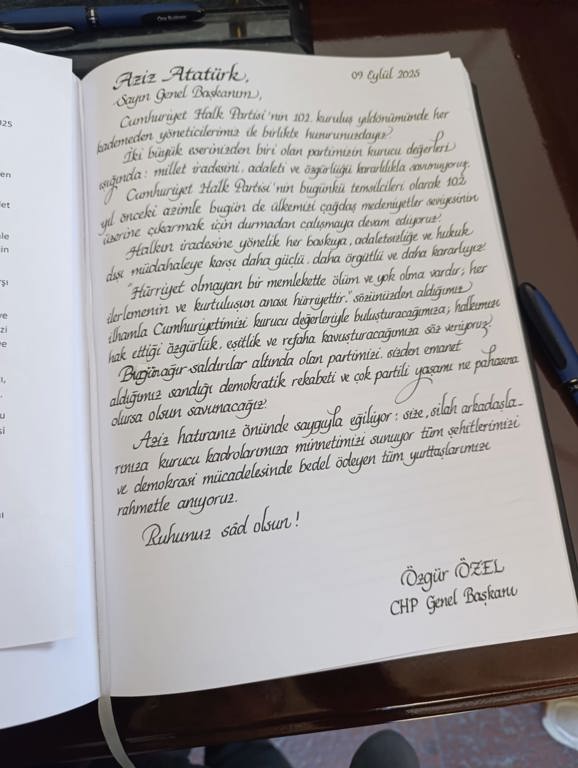 Aziz Atatürk,
09 Eylül 2025
Sayın Genel Başkanım,
Cumhuriyet Halk Partisi'nin 102. kuruluş yıldönümünde her
kademeden yöneticilerimiz ile birlikte huzurunuzdayız.
İki büyük eserinizden biri olan partimizin kurucu değerleri
ışığında; millet iradesini, adaleti ve özgürlüğü kararlılıkla savunuyoruz.
Cumhuriyet Halk Partisi'nin bugünkü temsilcileri olarak 102
yıl önceki azimle bugün de ülkemizi çağdaş medeniyetler seviyesinin
üzerine çıkarmak için durmadan çalışmaya devam ediyoruz.
Halkın iradesine yönelik her baskıya, adaletsizliğe ve hukuk
dışı müdahaleye karşı daha güçlü, daha örgütlü ve daha kararlıyız.
"Hürriyet olmayan bir memlekette ölüm ve yok olma vardır; her
ilerlemenin ve kurtuluşun anası hürriyettir." sözünüzden aldığımız
ilhamla Cumhuriyetimizi kurucu değerleriyle buluşturacağımıza; halkımızı
hak ettiği özgürlük, eşitlik ve refaha kavuşturacağımıza söz veriyoruz.
Bugün ağır saldırılar altında olan partimizi, sizden emanet
aldığımız sandığı demokratik rekabeti ve çok partili yaşamı ne pahasına
olursa olsun savunacağız.
Aziz hatıranız önünde saygıyla eğiliyor; size, silah arkadaşla-
rınıza kurucu kadrolarımıza minnetimizi sunuyor tüm şehitlerimizi
ve demokrasi mücadelesinde bedel ödeyen tüm yurttaşlarımızı
rahmetle anıyoruz.
Ruhunuz şâd olsun!
Özgür ÖZEL
CHP Genel Başkanı